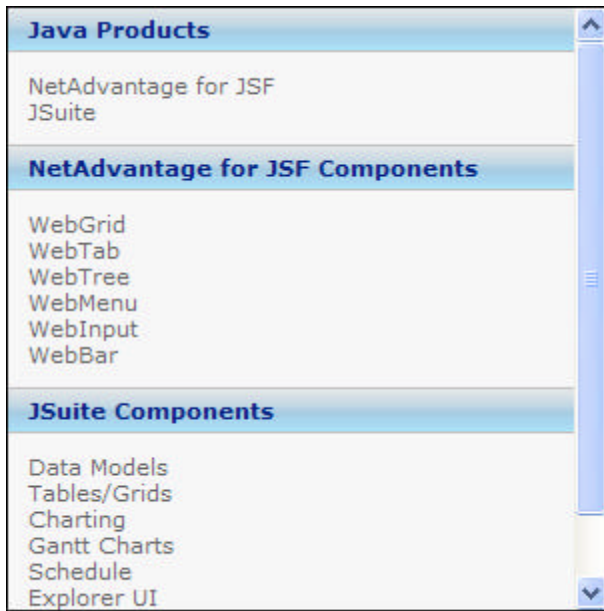 Java Products
NetAdvantage for JSF
JSuite
NetAdvantage for JSF Components
WebGrid
WebTab
WebTree
WebMenu
WebInput
WebBar
JSuite Components
Data Models
Tables/Grids
Charting
Gantt Charts
Schedule
Explorer UI